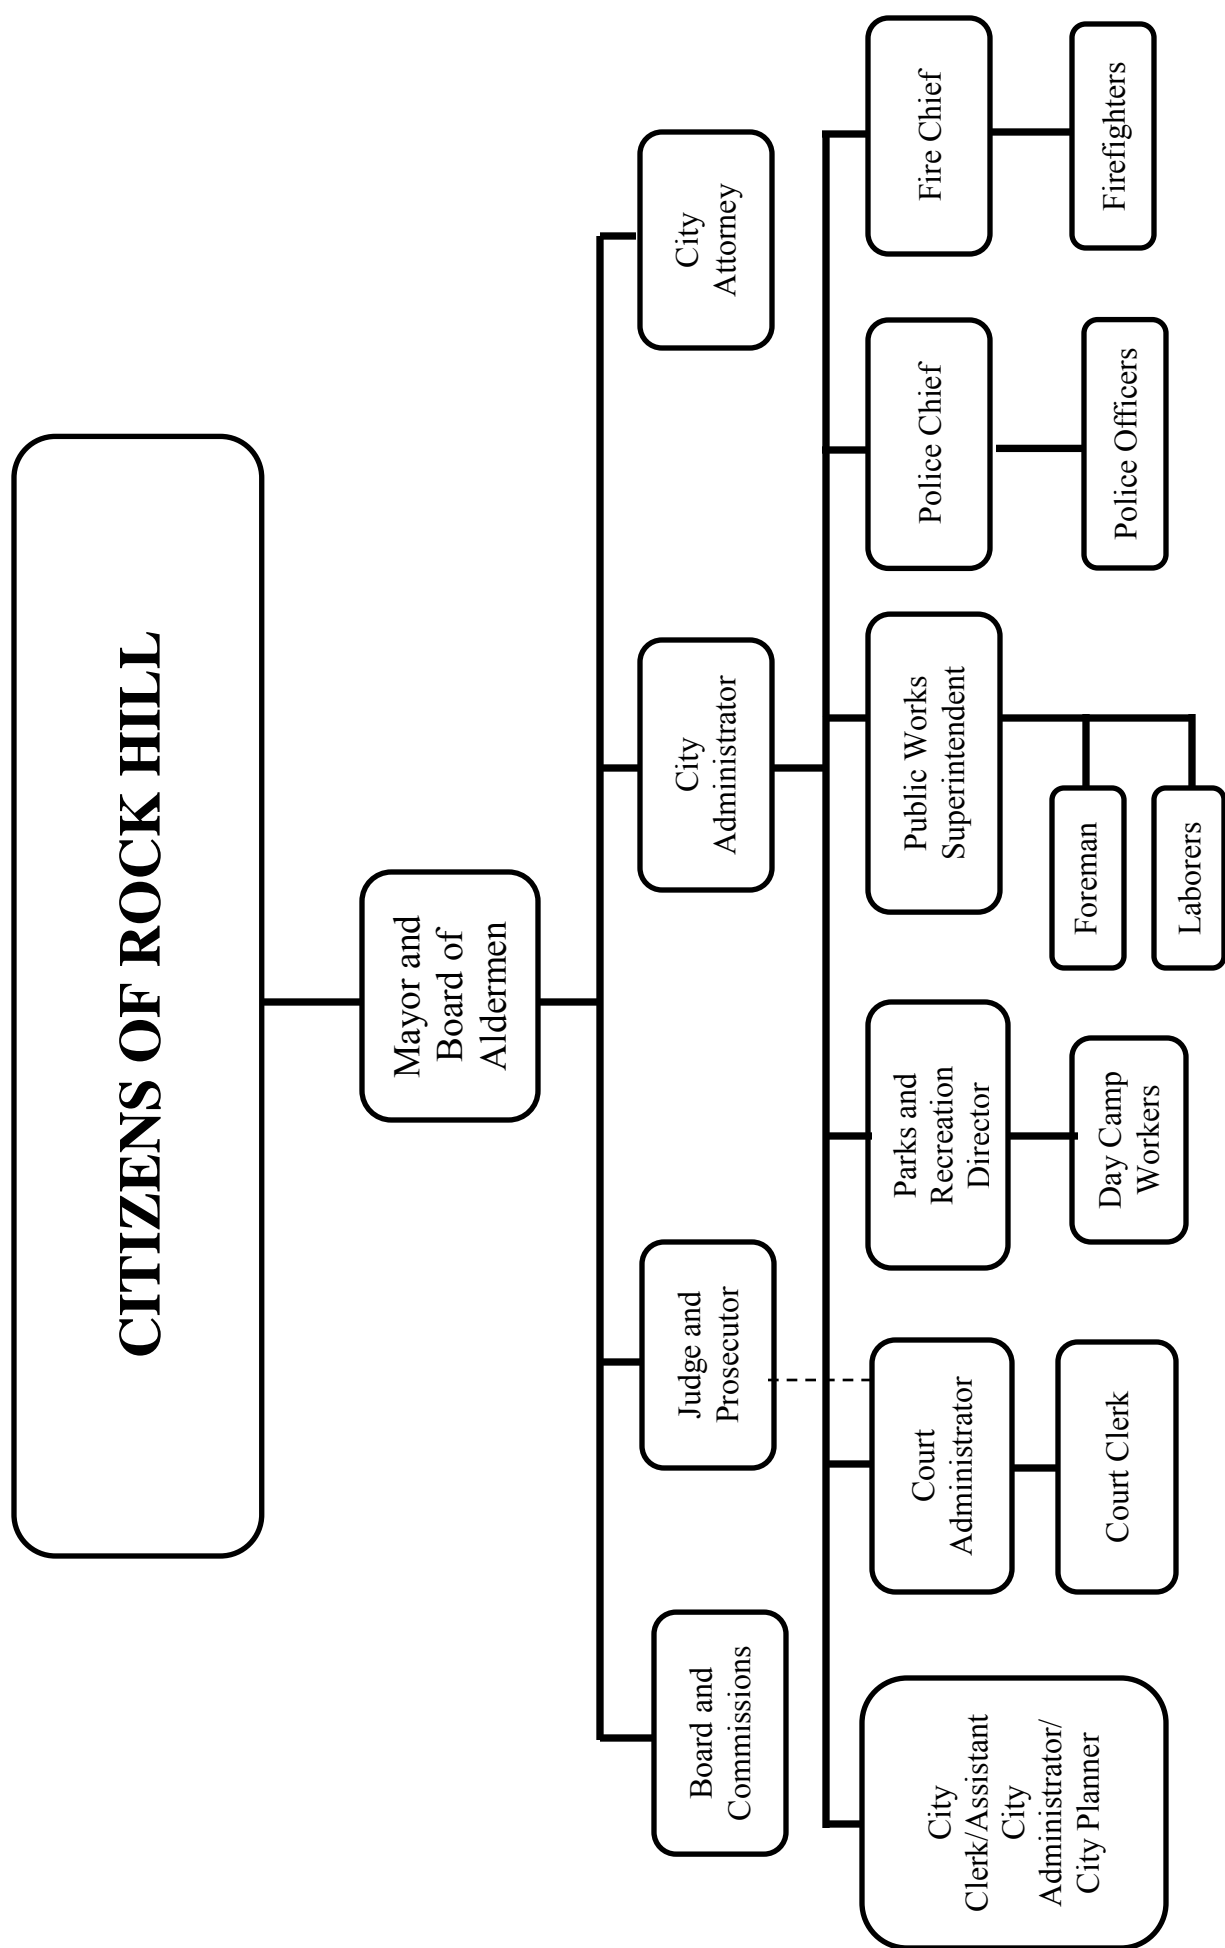 CITIZENS OF ROCK HILL
Mayor and
Board of
Aldermen
Board and
Commissions
Judge and
Prosecutor
City
Administrator
City
Attorney
City
Clerk/Assistant
City
Administrator/
City Planner
Court
Administrator
Parks and
Recreation
Director
Public Works
Superintendent
Police Chief
Fire Chief
Court Clerk
Day Camp
Workers
Foreman
Laborers
Police Officers
Firefighters